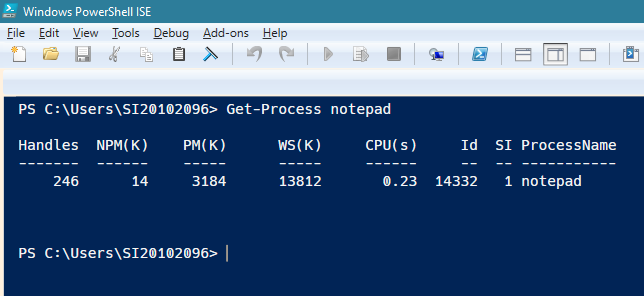 Windows PowerShell ISE
File Edit View Tools Debug Add-ons Help
PS C:\Users\SI20102096> Get-Process notepad
Handles  NPM(K)    PM(K)      WS(K)     CPU(s)     Id  SI ProcessName
-------  ------    -----      -----     ------     --  -- -----------
    246      14     3184      13812       0.23  14332   1 notepad
PS C:\Users\SI20102096>